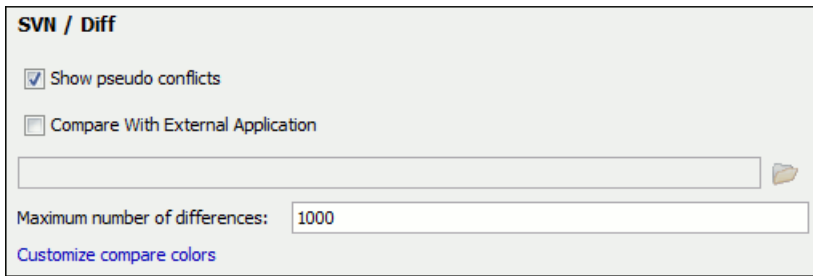 SVN / Diff
Show pseudo conflicts
Compare With External Application
Maximum number of differences: 1000
Customize compare colors